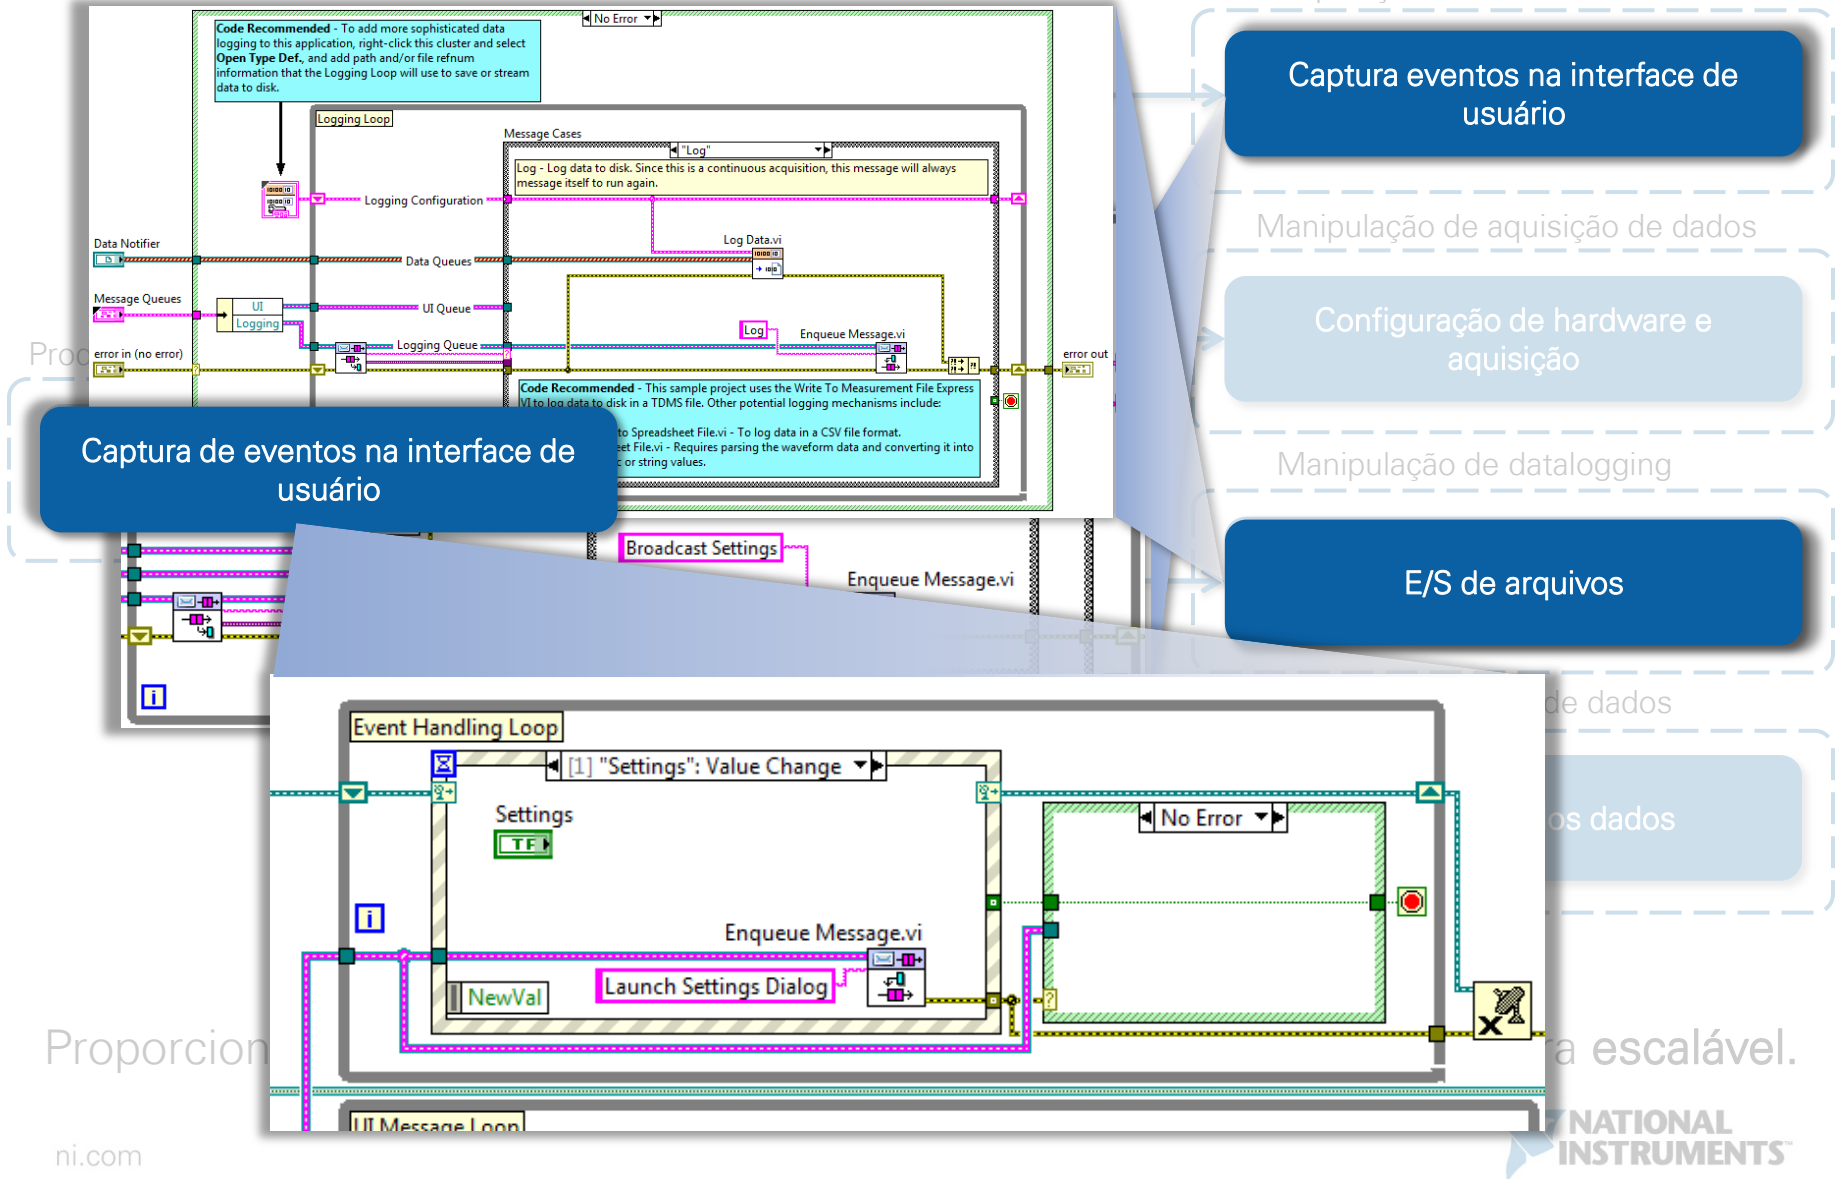 No Error
Code Recommended - To add more sophisticated data
logging to this application, right-click this cluster and select
Open Type Def., and add path and/or file refnum
information that the Logging Loop will use to save or stream
data to disk.
Logging Loop
Message Cases
"Log"
Log - Log data to disk. Since this is a continuous acquisition, this message will always
message itself to run again.
Logging Configuration
Data Notifier
Log Data.vi
Data Queues
Message Queues
UI
Logging
UI Queue
Log
Enqueue Message.vi
Logging Queue
error in (no error)
error out
Code Recommended - This sample project uses the Write To Measurement File Express
VI to log data to disk in a TDMS file. Other potential logging mechanisms include:
to Spreadsheet File.vi - To log data in a CSV file format.
eet File.vi - Requires parsing the waveform data and converting it into
c or string values.
Captura de eventos na interface de
usuário
Captura eventos na interface de
usuário
Manipulação de aquisição de dados
Configuração de hardware e
aquisição
Manipulação de datalogging
E/S de arquivos
de dados
os dados
Broadcast Settings
Enqueue Message.vi
i
Event Handling Loop
[1] "Settings": Value Change
Settings
TF
No Error
i
Enqueue Message.vi
Launch Settings Dialog
NewVal
UI Message Loop
Proporcion
a escalável.
ni.com
NATIONAL
INSTRUMENTS™